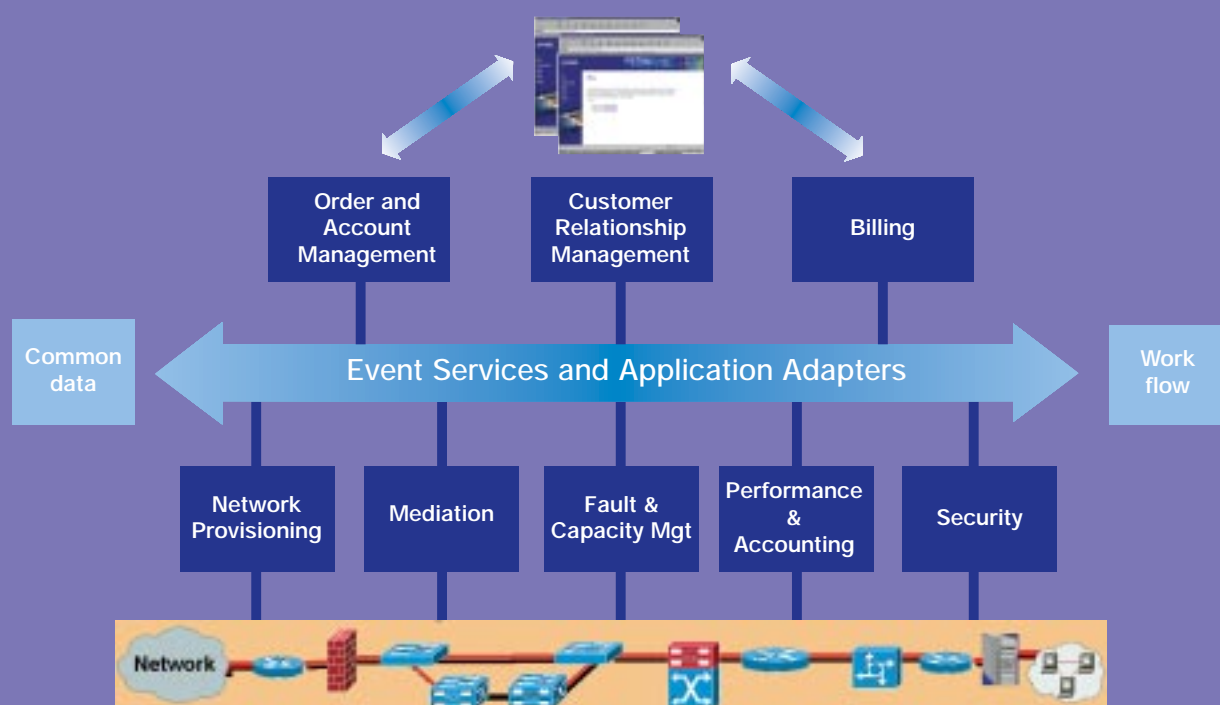 Order and
Account
Management
Customer
Relationship
Management
Billing
Common
data
Event Services and Application Adapters
Work
flow
Network
Provisioning
Mediation
Fault &
Capacity Mgt
Performance
&
Accounting
Security
Network